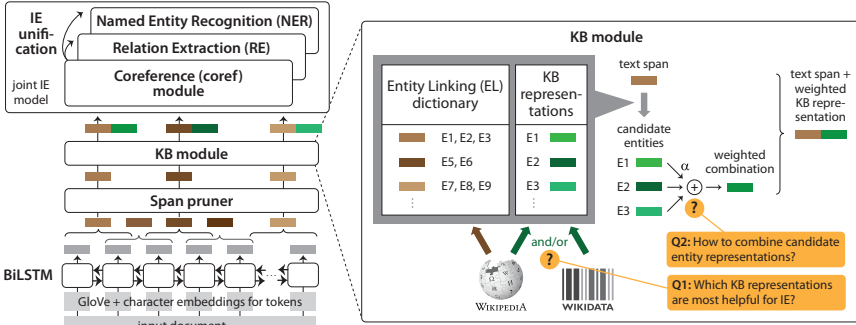 IE
unifi-
cation
joint IE
model
Named Entity Recognition (NER)
Relation Extraction (RE)
Coreference (coref)
module
KB module
Span pruner
BiLSTM
...
GloVe + character embeddings for tokens
input document
KB module
Entity Linking (EL)
dictionary
E1, E2, E3
E5, E6
E7, E8, E9
⋮
KB
represen-
tations
E1
E2
E3
⋮
text span
candidate
entities
E1
E2
E3
α
+
weighted
combination
text span +
weighted
KB repre-
sentation
?
Q2: How to combine candidate
entity representations?
and/or
?
Q1: Which KB representations
are most helpful for IE?
WIKIPEDIA
WIKIDATA